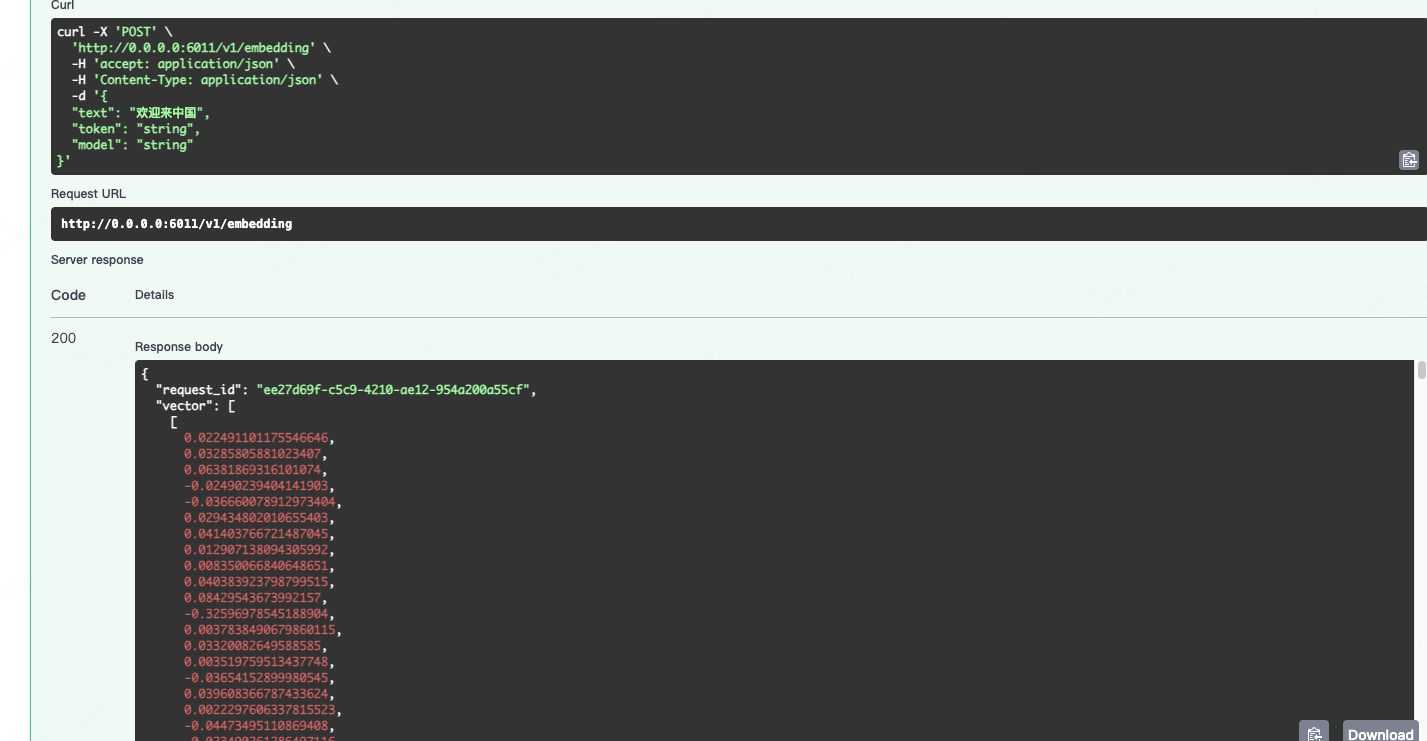 Curl
curl -X 'POST' \
'http://0.0.0.0:6011/v1/embedding' \
-H 'accept: application/json' \
-H 'Content-Type: application/json' \
-d '{
"text": "欢迎来中国",
"token": "string",
"model": "string"
}'
Request URL
http://0.0.0.0:6011/v1/embedding
Server response
Code Details
200
Response body
{
"request_id": "ee27d69f-c5c9-4210-ae12-954a200a55cf",
"vector": [
[
0.022491101175546646,
0.03285805881023407,
0.06381869316101074,
-0.02490239404141903,
-0.036660078912973404,
0.029434802010655403,
0.041403766721487045,
0.012907138094305992,
0.008350066840648651,
0.040383923798799515,
0.08429543673992157,
-0.32596978545188904,
0.0037838490679860115,
0.03320082649588585,
0.003519759513437748,
-0.03654152899980545,
0.039608366787433624,
0.0022297606337815523,
-0.04473495110869408,
Download